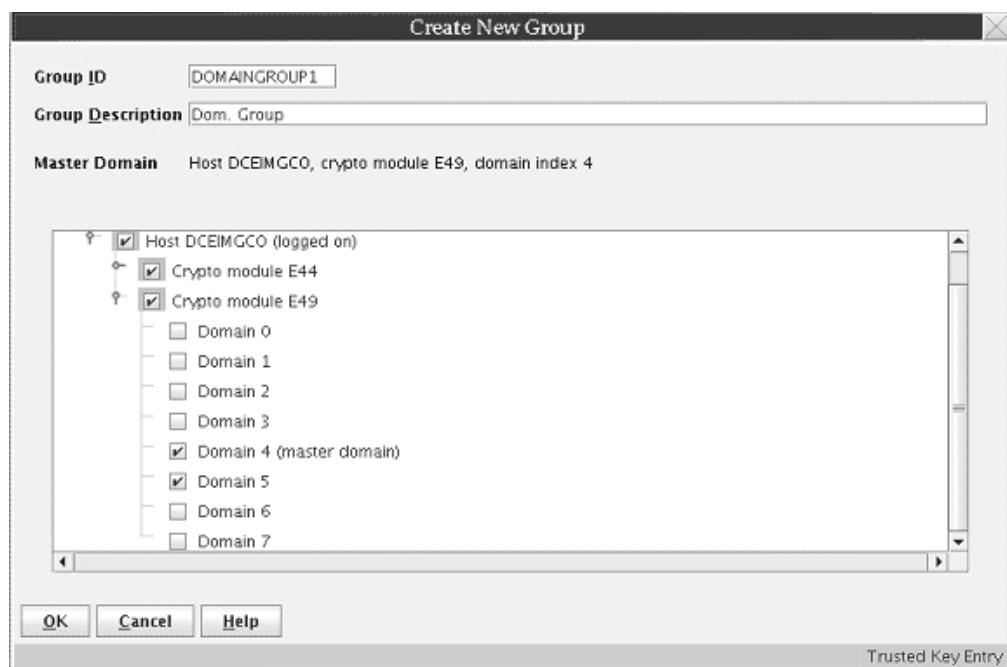 Create New Group
Group ID DOMAINGROUP1
Group Description Dom. Group
Master Domain Host DCEIMGCO, crypto module E49, domain index 4
Host DCEIMGCO (logged on)
Crypto module E44
Crypto module E49
Domain 0
Domain 1
Domain 2
Domain 3
Domain 4 (master domain)
Domain 5
Domain 6
Domain 7
OK Cancel Help
Trusted Key Entry